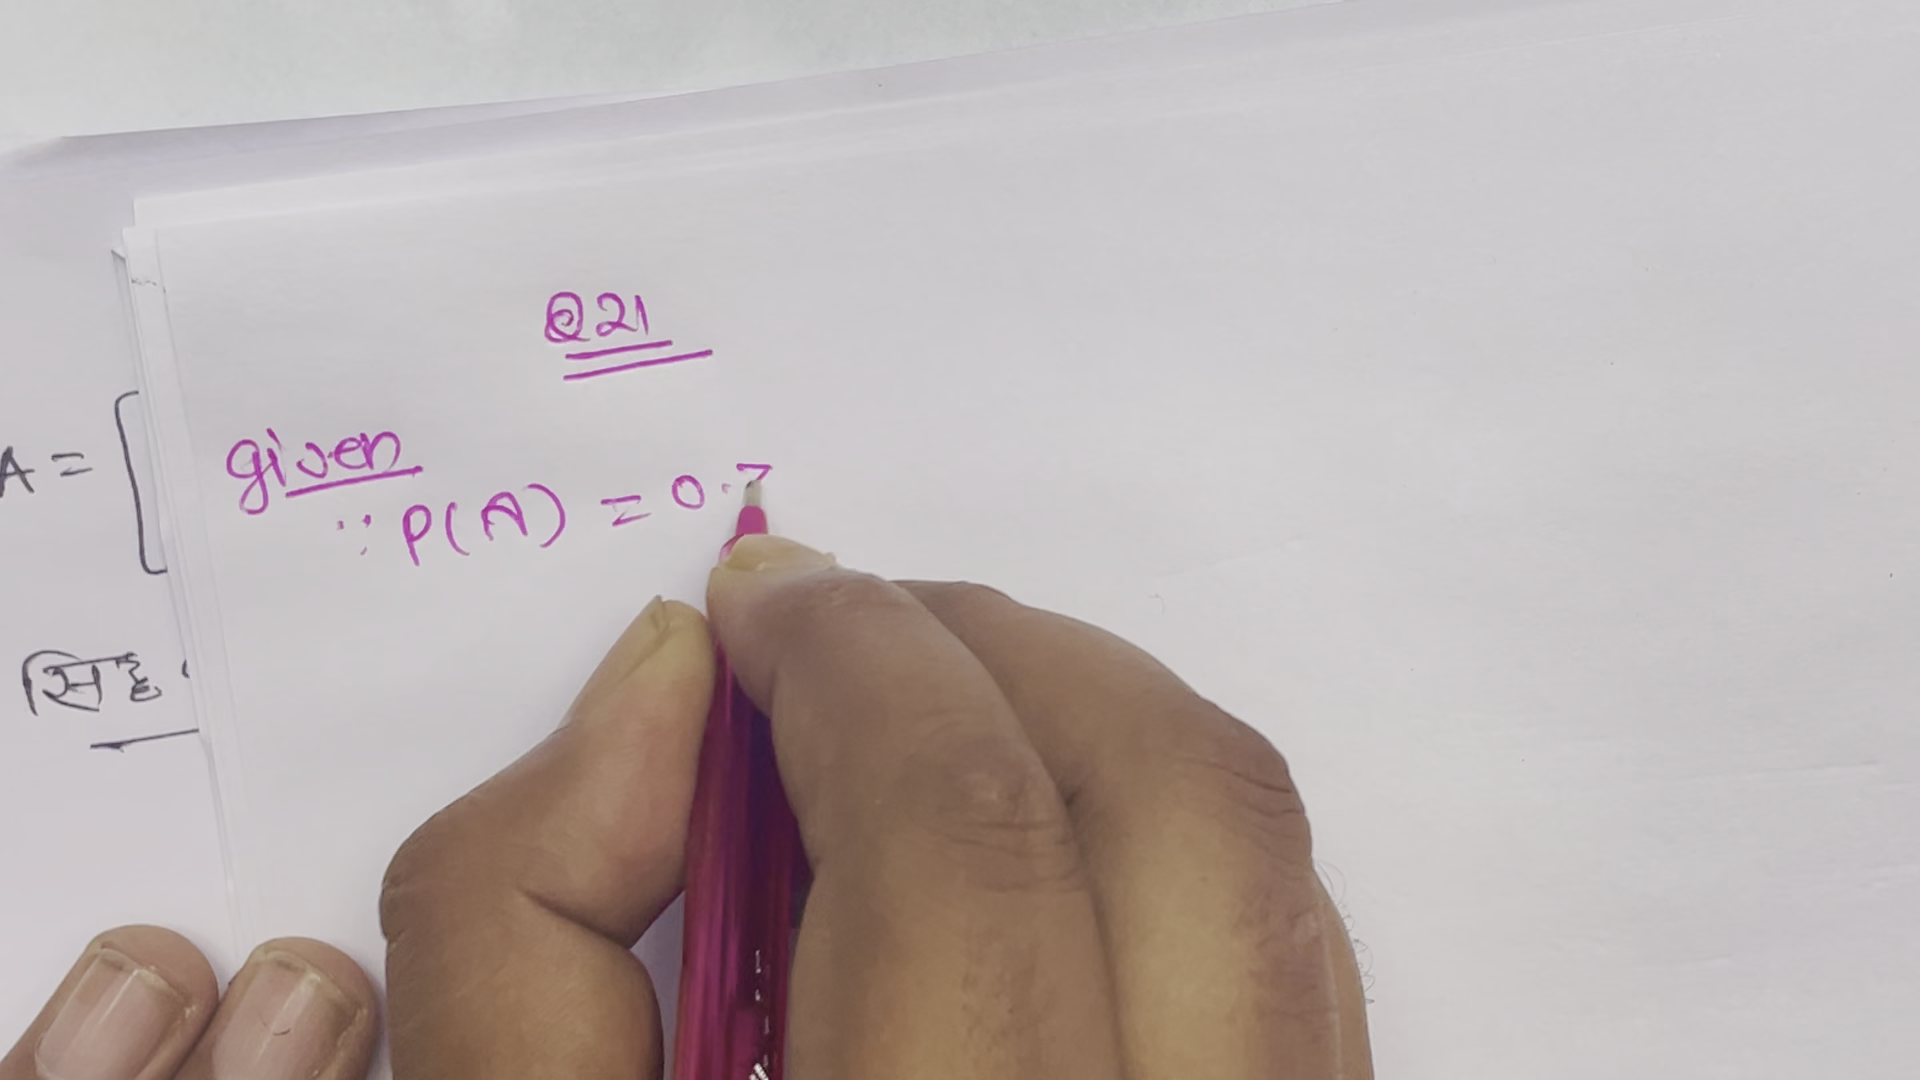 Q21
given
∵ P(A) = 0.7
A = [
सिद्ध